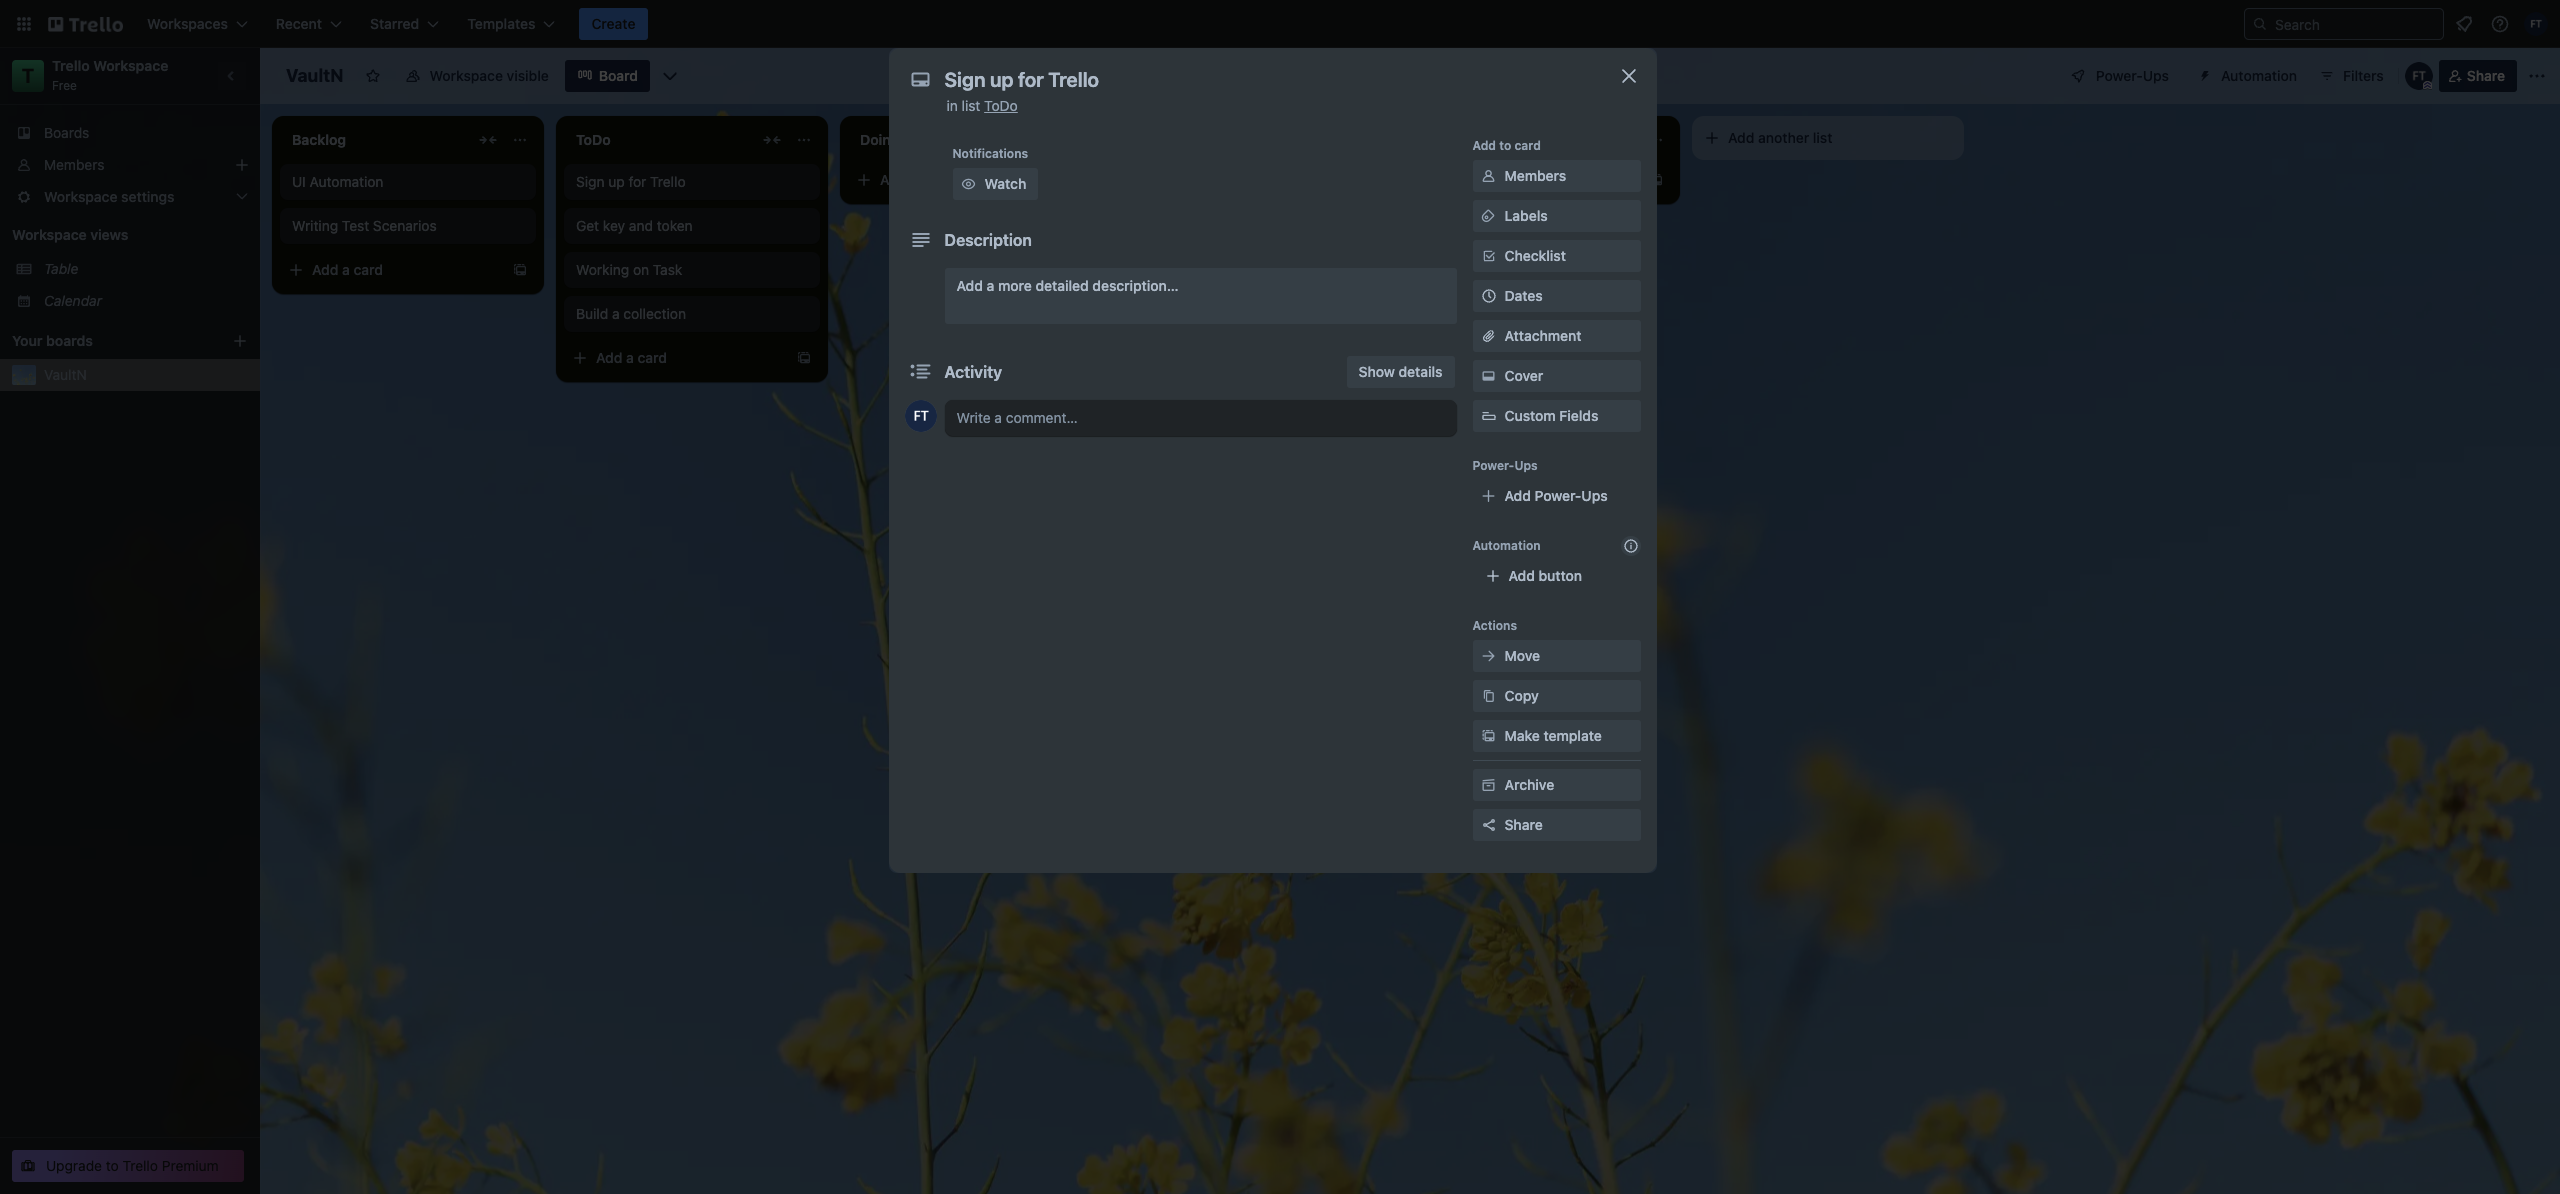 Trello
Workspaces
Recent
Starred
Templates
Create
Search
FT
T
Trello Workspace
Free
VaultN
Workspace visible
Board
Power-Ups
Automation
Filters
FT
Share
Boards
Members
Workspace settings
Workspace views
Table
Calendar
Your boards
VaultN
Upgrade to Trello Premium
Backlog
UI Automation
Writing Test Scenarios
Add a card
ToDo
Sign up for Trello
Get key and token
Working on Task
Build a collection
Add a card
Doin
A
Add another list
Sign up for Trello
in list ToDo
Notifications
Watch
Description
Add a more detailed description...
Activity
Show details
FT
Write a comment...
Add to card
Members
Labels
Checklist
Dates
Attachment
Cover
Custom Fields
Power-Ups
Add Power-Ups
Automation
Add button
Actions
Move
Copy
Make template
Archive
Share